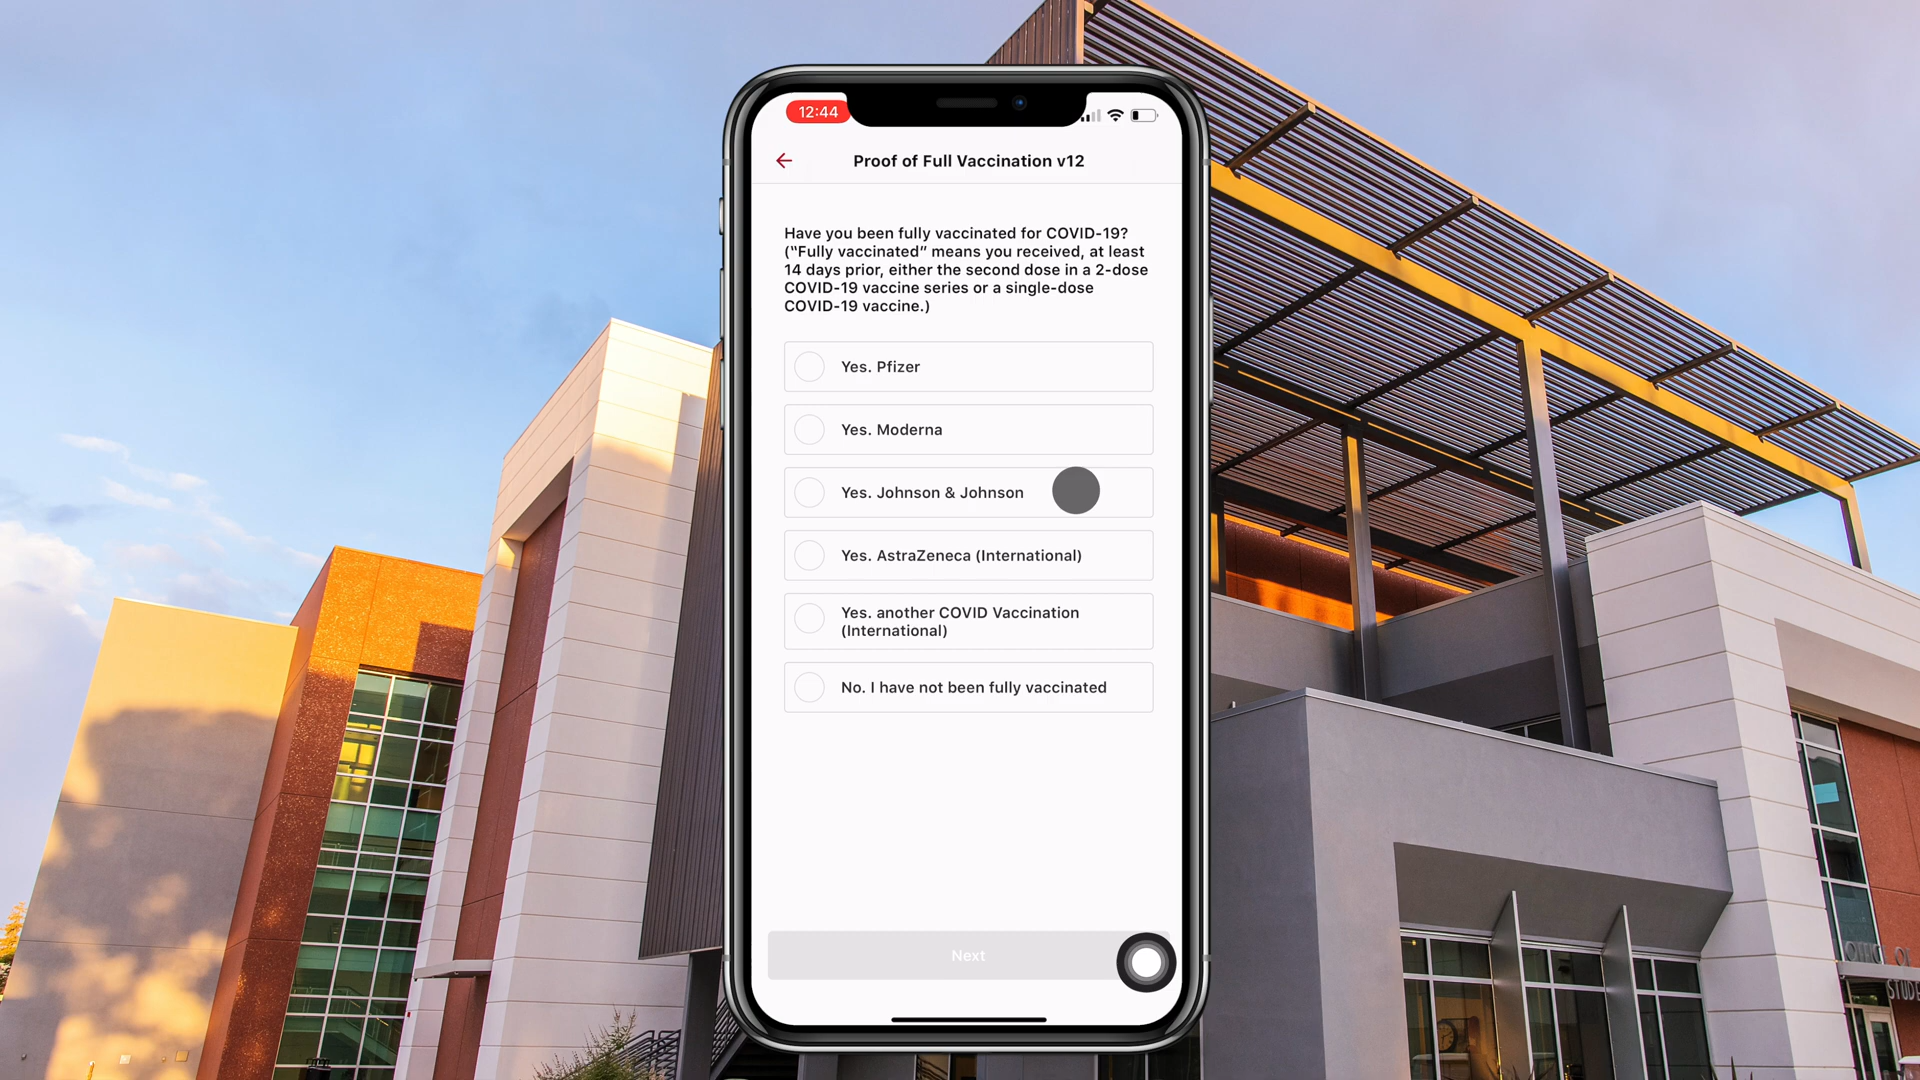 12:44
Proof of Full Vaccination v12
Have you been fully vaccinated for COVID-19?
(“Fully vaccinated” means you received, at least
14 days prior, either the second dose in a 2-dose
COVID-19 vaccine series or a single-dose
COVID-19 vaccine.)
Yes. Pfizer
Yes. Moderna
Yes. Johnson & Johnson
Yes. AstraZeneca (International)
Yes. another COVID Vaccination
(International)
No. I have not been fully vaccinated
Next